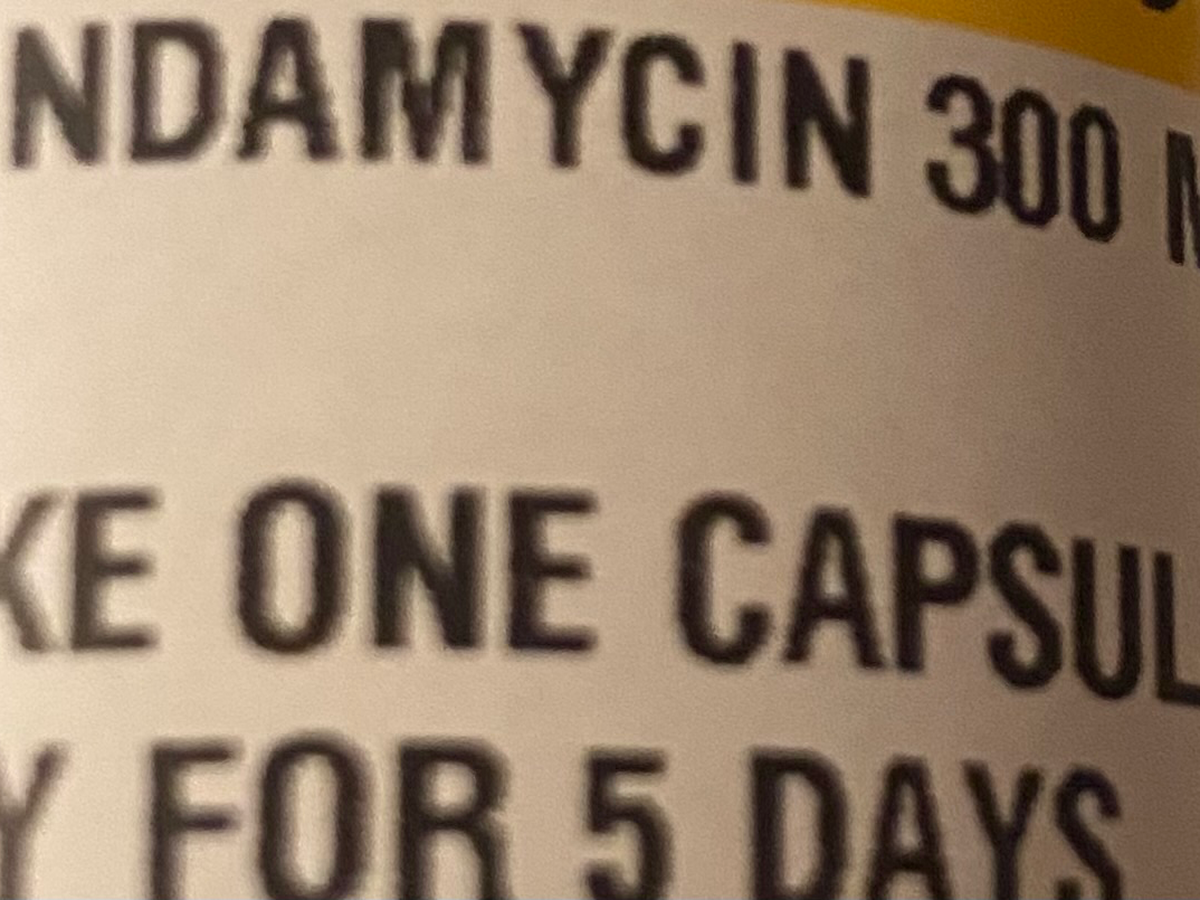 NDAMYCIN 300 M
KE ONE CAPSUL
Y FOR 5 DAYS